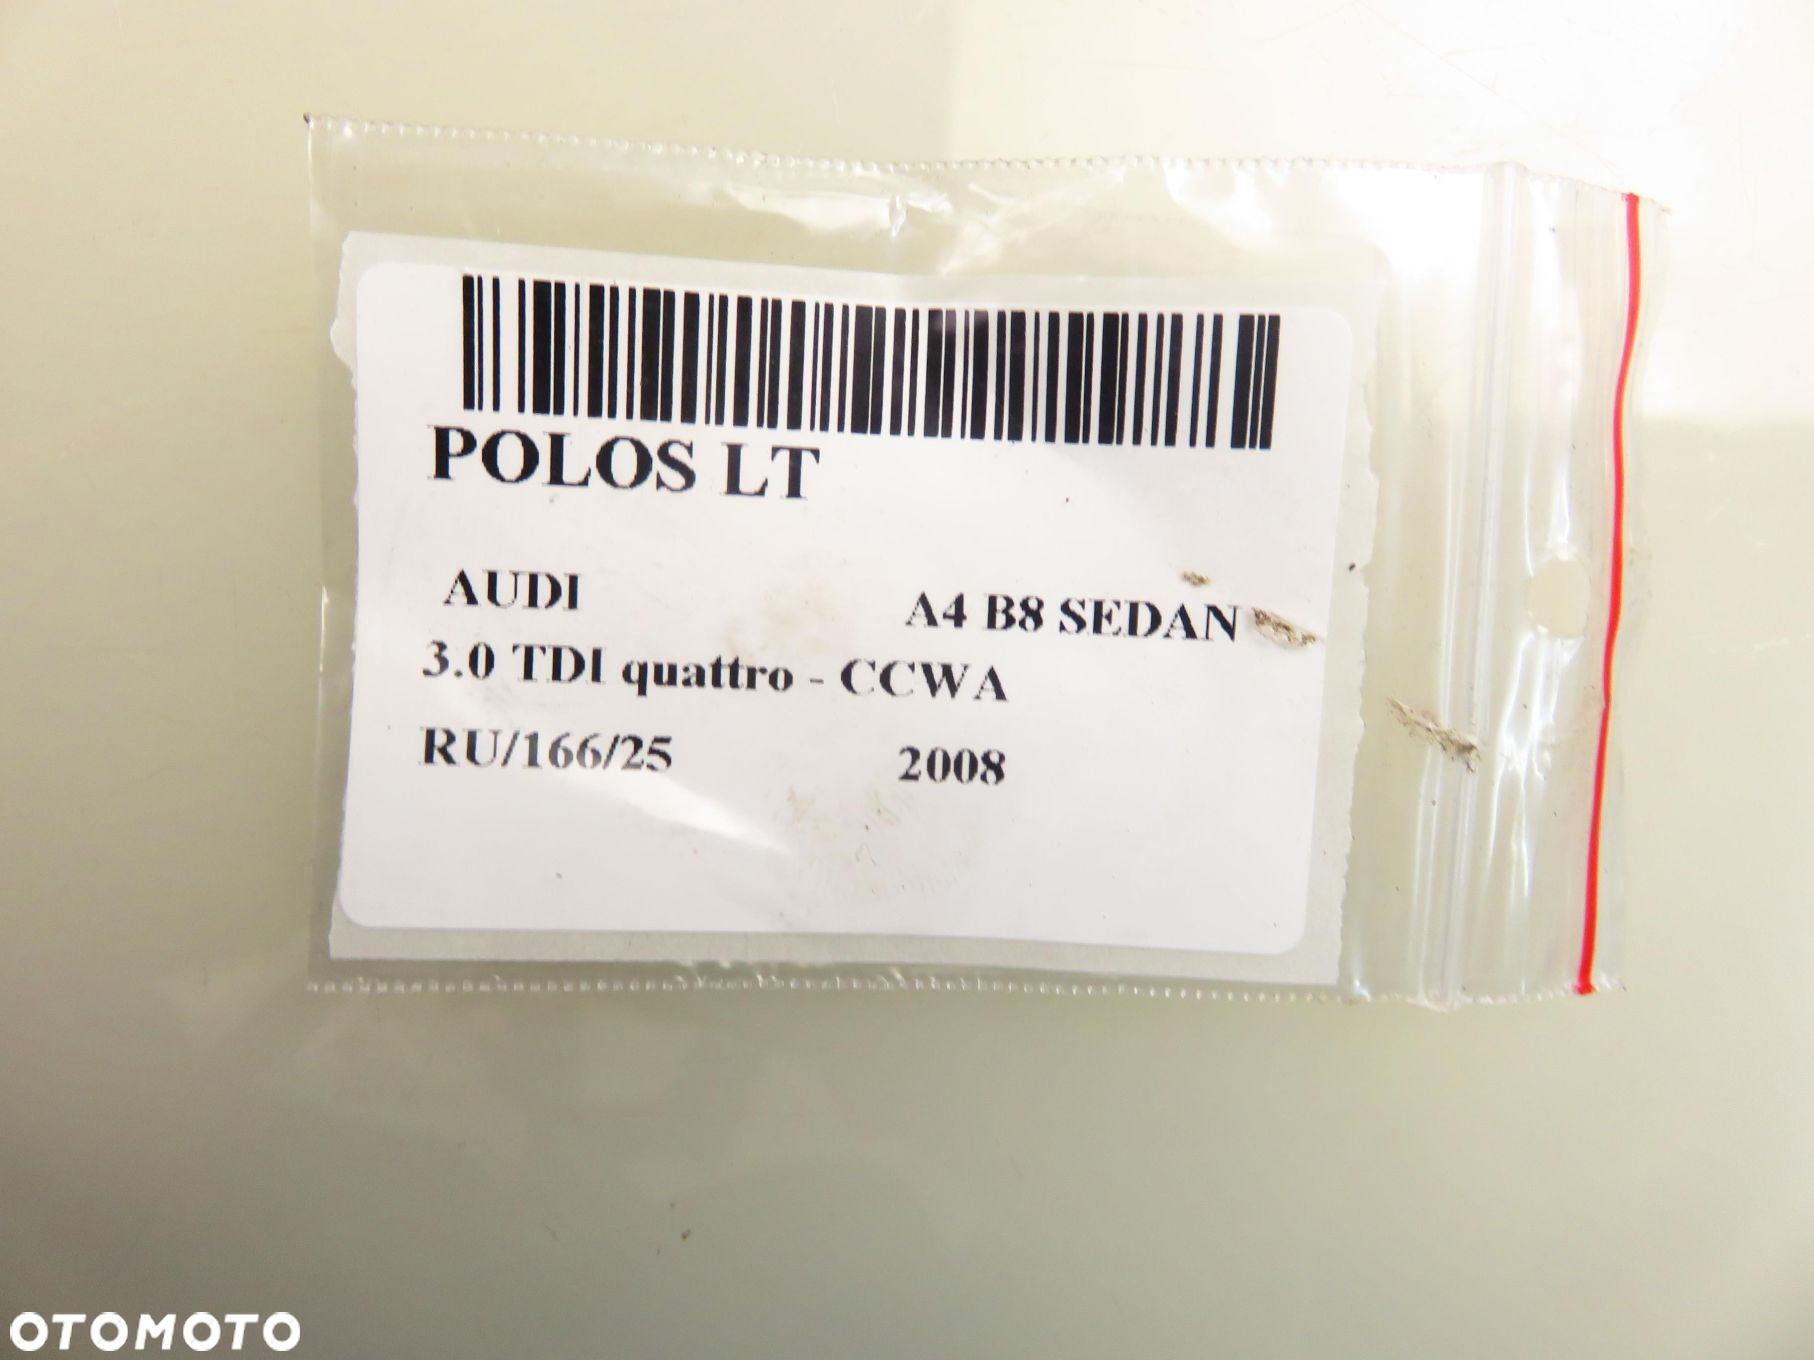 POLOS LT
AUDI A4 B8 SEDAN
3.0 TDI quattro - CCWA
RU/166/25 2008
OTOMOTO